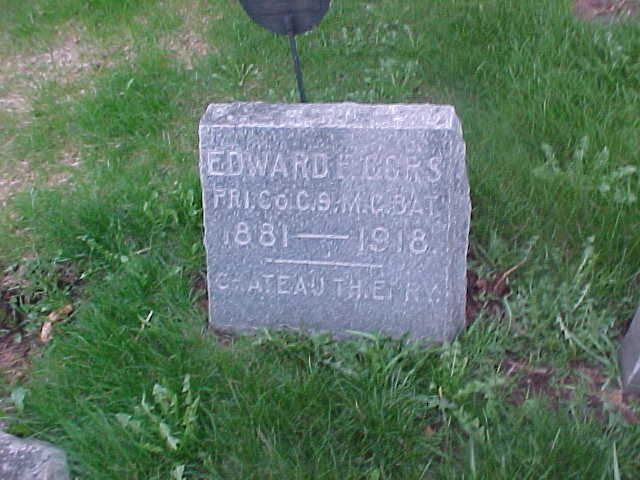 EDWARD F. GORS
PRI. CO. C. 9. M. G. BAT.
1881 — 1918
CHATEAU THIERRY.